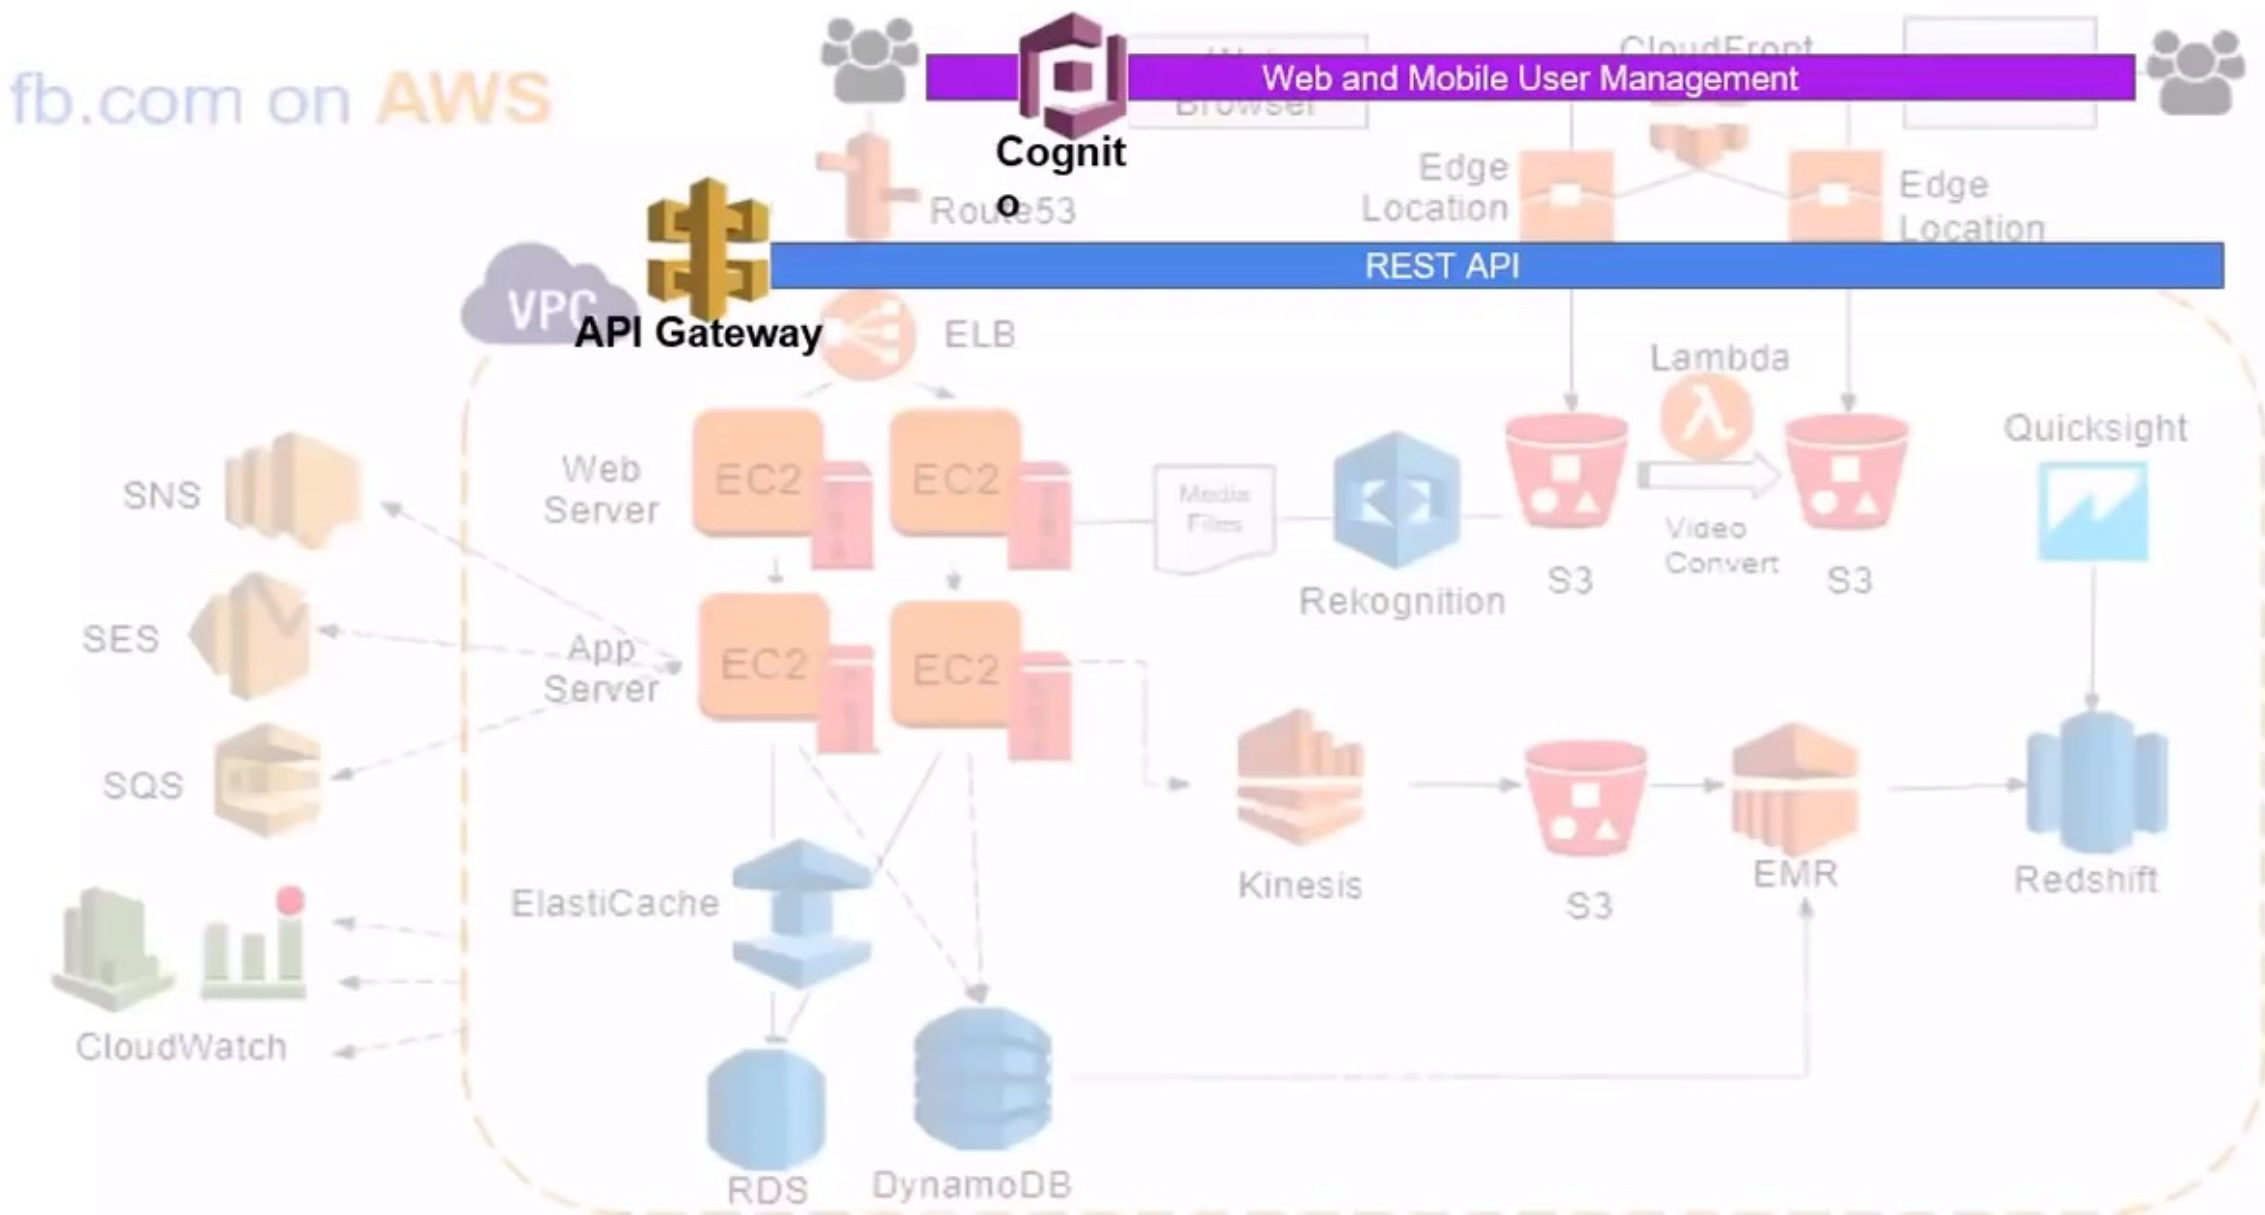 fb.com on AWS
Web and Mobile User Management
CloudFront
Browser
Cognit
o
Route53
Edge
Location
Edge
Location
REST API
VPC
API Gateway
ELB
Lambda
Quicksight
SNS
Web
Server
EC2
EC2
Media
Files
Rekognition
S3
Video
Convert
S3
SES
App
Server
EC2
EC2
SQS
Kinesis
S3
EMR
Redshift
ElastiCache
CloudWatch
RDS
DynamoDB